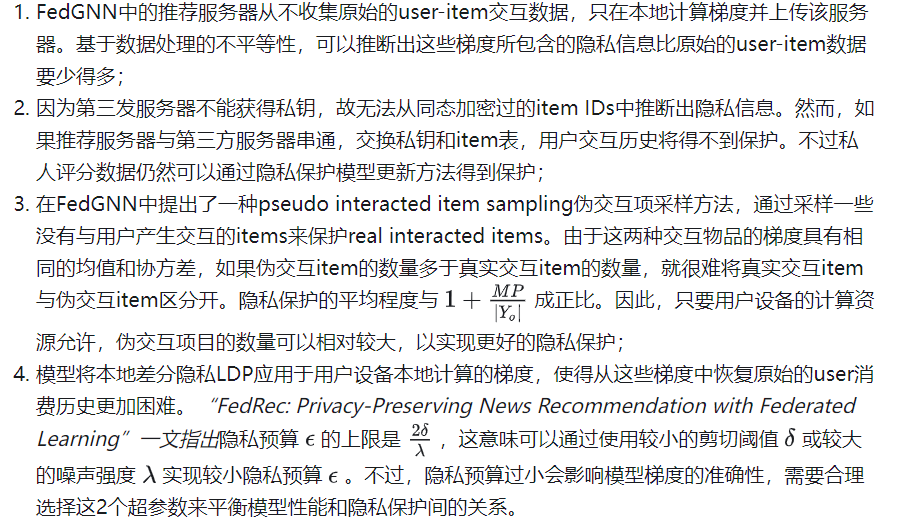 1. FedGNN中的推荐服务器从不收集原始的user-item交互数据，只在本地计算梯度并上传该服务
器。基于数据处理的不平等性，可以推断出这些梯度所包含的隐私信息比原始的user-item数据
要少得多；
2. 因为第三发服务器不能获得私钥，故无法从同态加密过的item IDs中推断出隐私信息。然而，如
果推荐服务器与第三方服务器串通，交换私钥和item表，用户交互历史将得不到保护。不过私
人评分数据仍然可以通过隐私保护模型更新方法得到保护；
3. 在FedGNN中提出了一种pseudo interacted item sampling伪交互项采样方法，通过采样一些
没有与用户产生交互的items来保护real interacted items。由于这两种交互物品的梯度具有相
同的均值和协方差，如果伪交互item的数量多于真实交互item的数量，就很难将真实交互item
与伪交互item区分开。隐私保护的平均程度与 1 + MP/|Yₒ| 成正比。因此，只要用户设备的计算资
源允许，伪交互项目的数量可以相对较大，以实现更好的隐私保护；
4. 模型将本地差分隐私LDP应用于用户设备本地计算的梯度，使得从这些梯度中恢复原始的user消
费历史更加困难。“FedRec: Privacy-Preserving News Recommendation with Federated
Learning”一文指出隐私预算 ϵ 的上限是 2δ/λ ，这意味可以通过使用较小的剪切阈值 δ 或较大
的噪声强度 λ 实现较小隐私预算 ϵ 。不过，隐私预算过小会影响模型梯度的准确性，需要合理
选择这2个超参数来平衡模型性能和隐私保护间的关系。